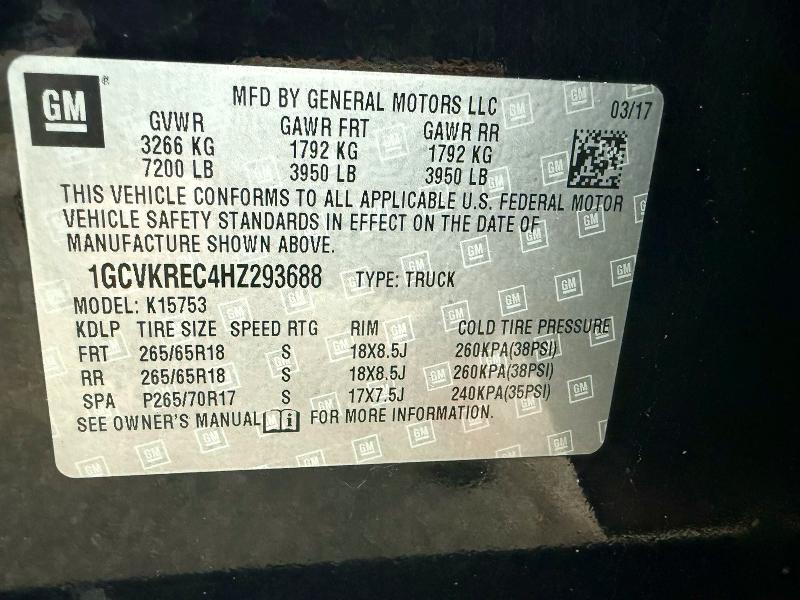 GM ®
MFD BY GENERAL MOTORS LLC
03/17
GVWR GAWR FRT GAWR RR
3266 KG 1792 KG 1792 KG
7200 LB 3950 LB 3950 LB
THIS VEHICLE CONFORMS TO ALL APPLICABLE U.S. FEDERAL MOTOR
VEHICLE SAFETY STANDARDS IN EFFECT ON THE DATE OF
MANUFACTURE SHOWN ABOVE.
1GCVKREC4HZ293688 TYPE: TRUCK
MODEL: K15753
KDLP TIRE SIZE SPEED RTG RIM COLD TIRE PRESSURE
FRT 265/65R18 S 18X8.5J 260KPA(38PSI)
RR 265/65R18 S 18X8.5J 260KPA(38PSI)
SPA P265/70R17 S 17X7.5J 240KPA(35PSI)
SEE OWNER'S MANUAL i FOR MORE INFORMATION.